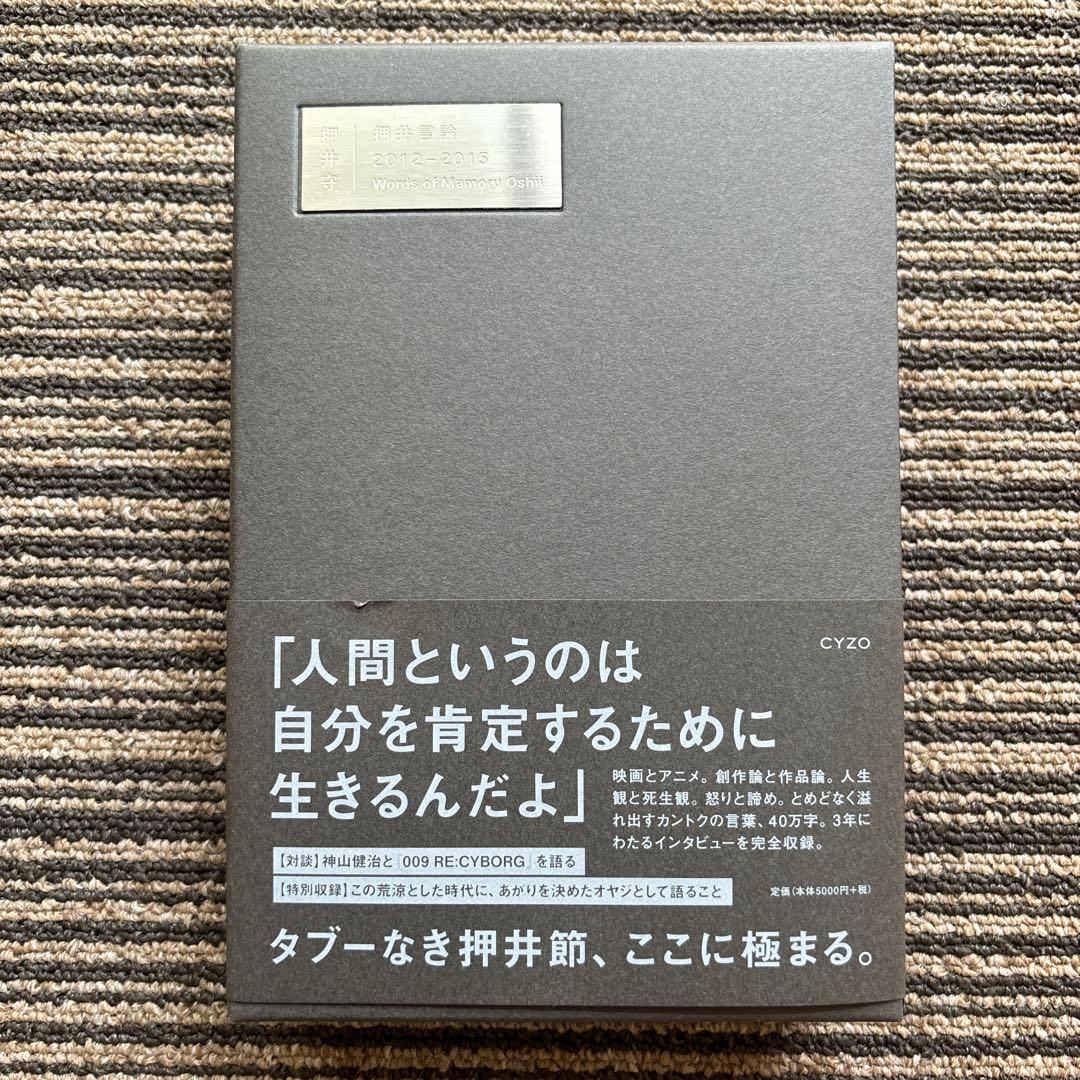 押井守
押井言論
2012–2015
Words of Mamoru Oshii
CYZO
「人間というのは
自分を肯定するために
生きるんだよ」
映画とアニメ。創作論と作品論。人生
観と死生観。怒りと諦め。とめどなく溢
れ出すカントクの言葉、40万字。3年に
わたるインタビューを完全収録。
【対談】神山健治と『009 RE:CYBORG』を語る
【特別収録】この荒涼とした時代に、あがりを決めたオヤジとして語ること
定価(本体5000円+税)
タブーなき押井節、ここに極まる。